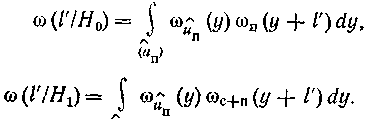 ω (l′/H₀) = ∫ ω_{û_п} (y) ω_п (y + l′) dy,
{û_п}
ω (l′/H₁) = ∫ ω_{û_п} (y) ω_{с+п} (y + l′) dy.